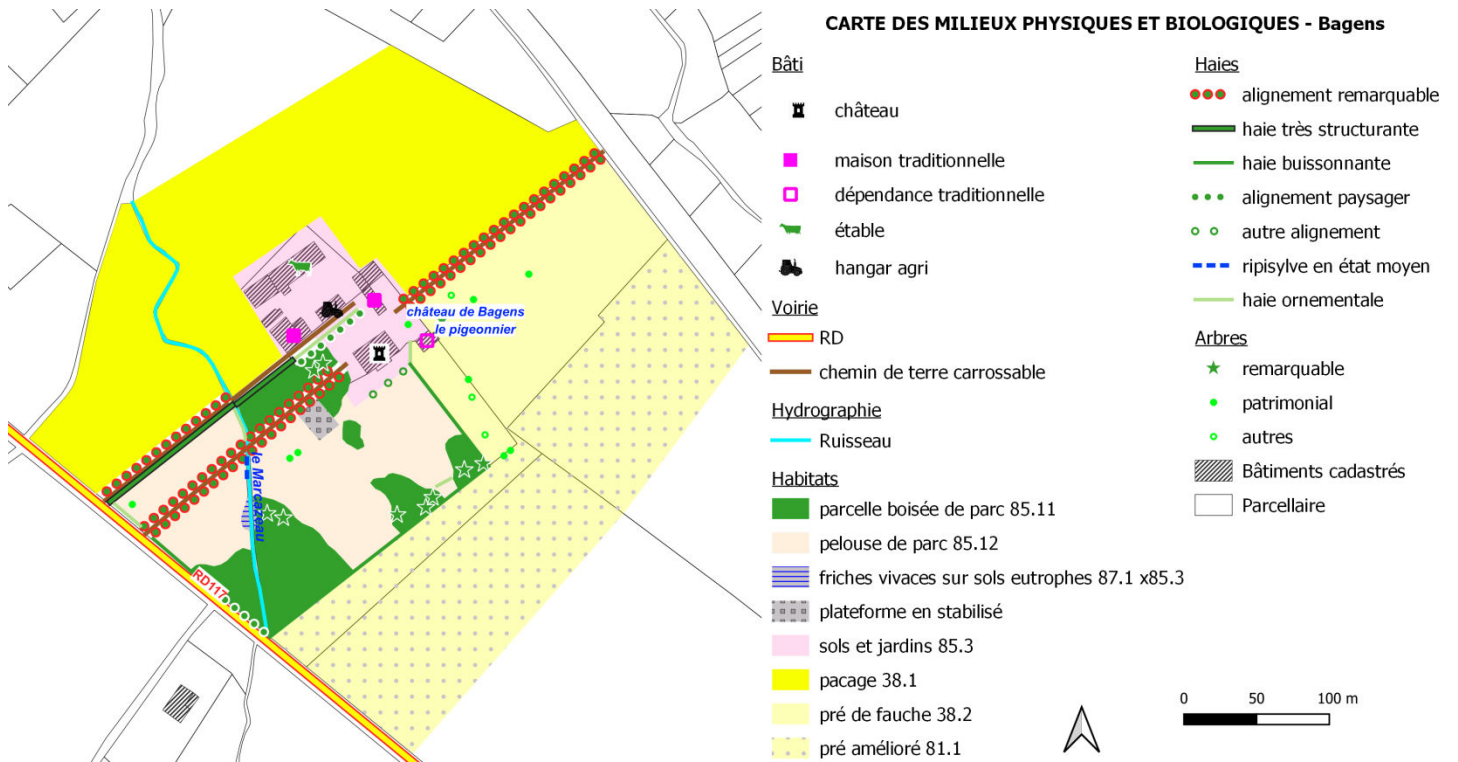 CARTE DES MILIEUX PHYSIQUES ET BIOLOGIQUES - Bagens
château de Bagens
le pigeonnier
le Marcazeau
RD117
Bâti
château
maison traditionnelle
dépendance traditionnelle
étable
hangar agri
Voirie
RD
chemin de terre carrossable
Hydrographie
Ruisseau
Habitats
parcelle boisée de parc 85.11
pelouse de parc 85.12
friches vivaces sur sols eutrophes 87.1 x85.3
plateforme en stabilisé
sols et jardins 85.3
pacage 38.1
pré de fauche 38.2
pré amélioré 81.1
Haies
alignement remarquable
haie très structurante
haie buissonnante
alignement paysager
autre alignement
ripisylve en état moyen
haie ornementale
Arbres
remarquable
patrimonial
autres
Bâtiments cadastrés
Parcellaire
0 50 100 m